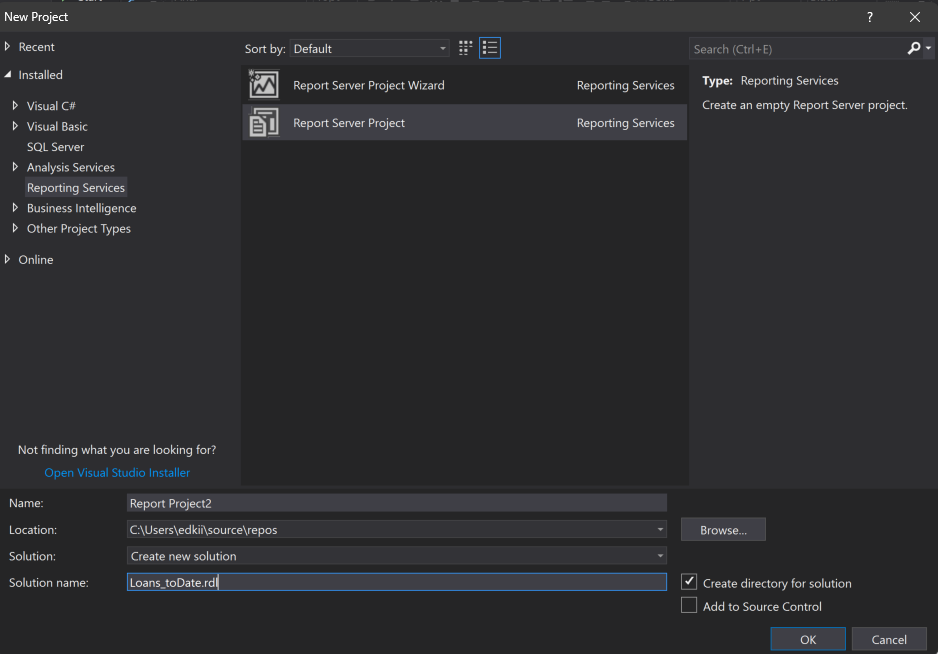 New Project
?
Recent
Sort by: Default
Search (Ctrl+E)
Installed
Visual C#
Visual Basic
SQL Server
Analysis Services
Reporting Services
Business Intelligence
Other Project Types
Online
Report Server Project Wizard Reporting Services
Report Server Project Reporting Services
Type: Reporting Services
Create an empty Report Server project.
Not finding what you are looking for?
Open Visual Studio Installer
Name: Report Project2
Location: C:\Users\edkii\source\repos
Browse...
Solution: Create new solution
Solution name: Loans_toDate.rdl
Create directory for solution
Add to Source Control
OK Cancel